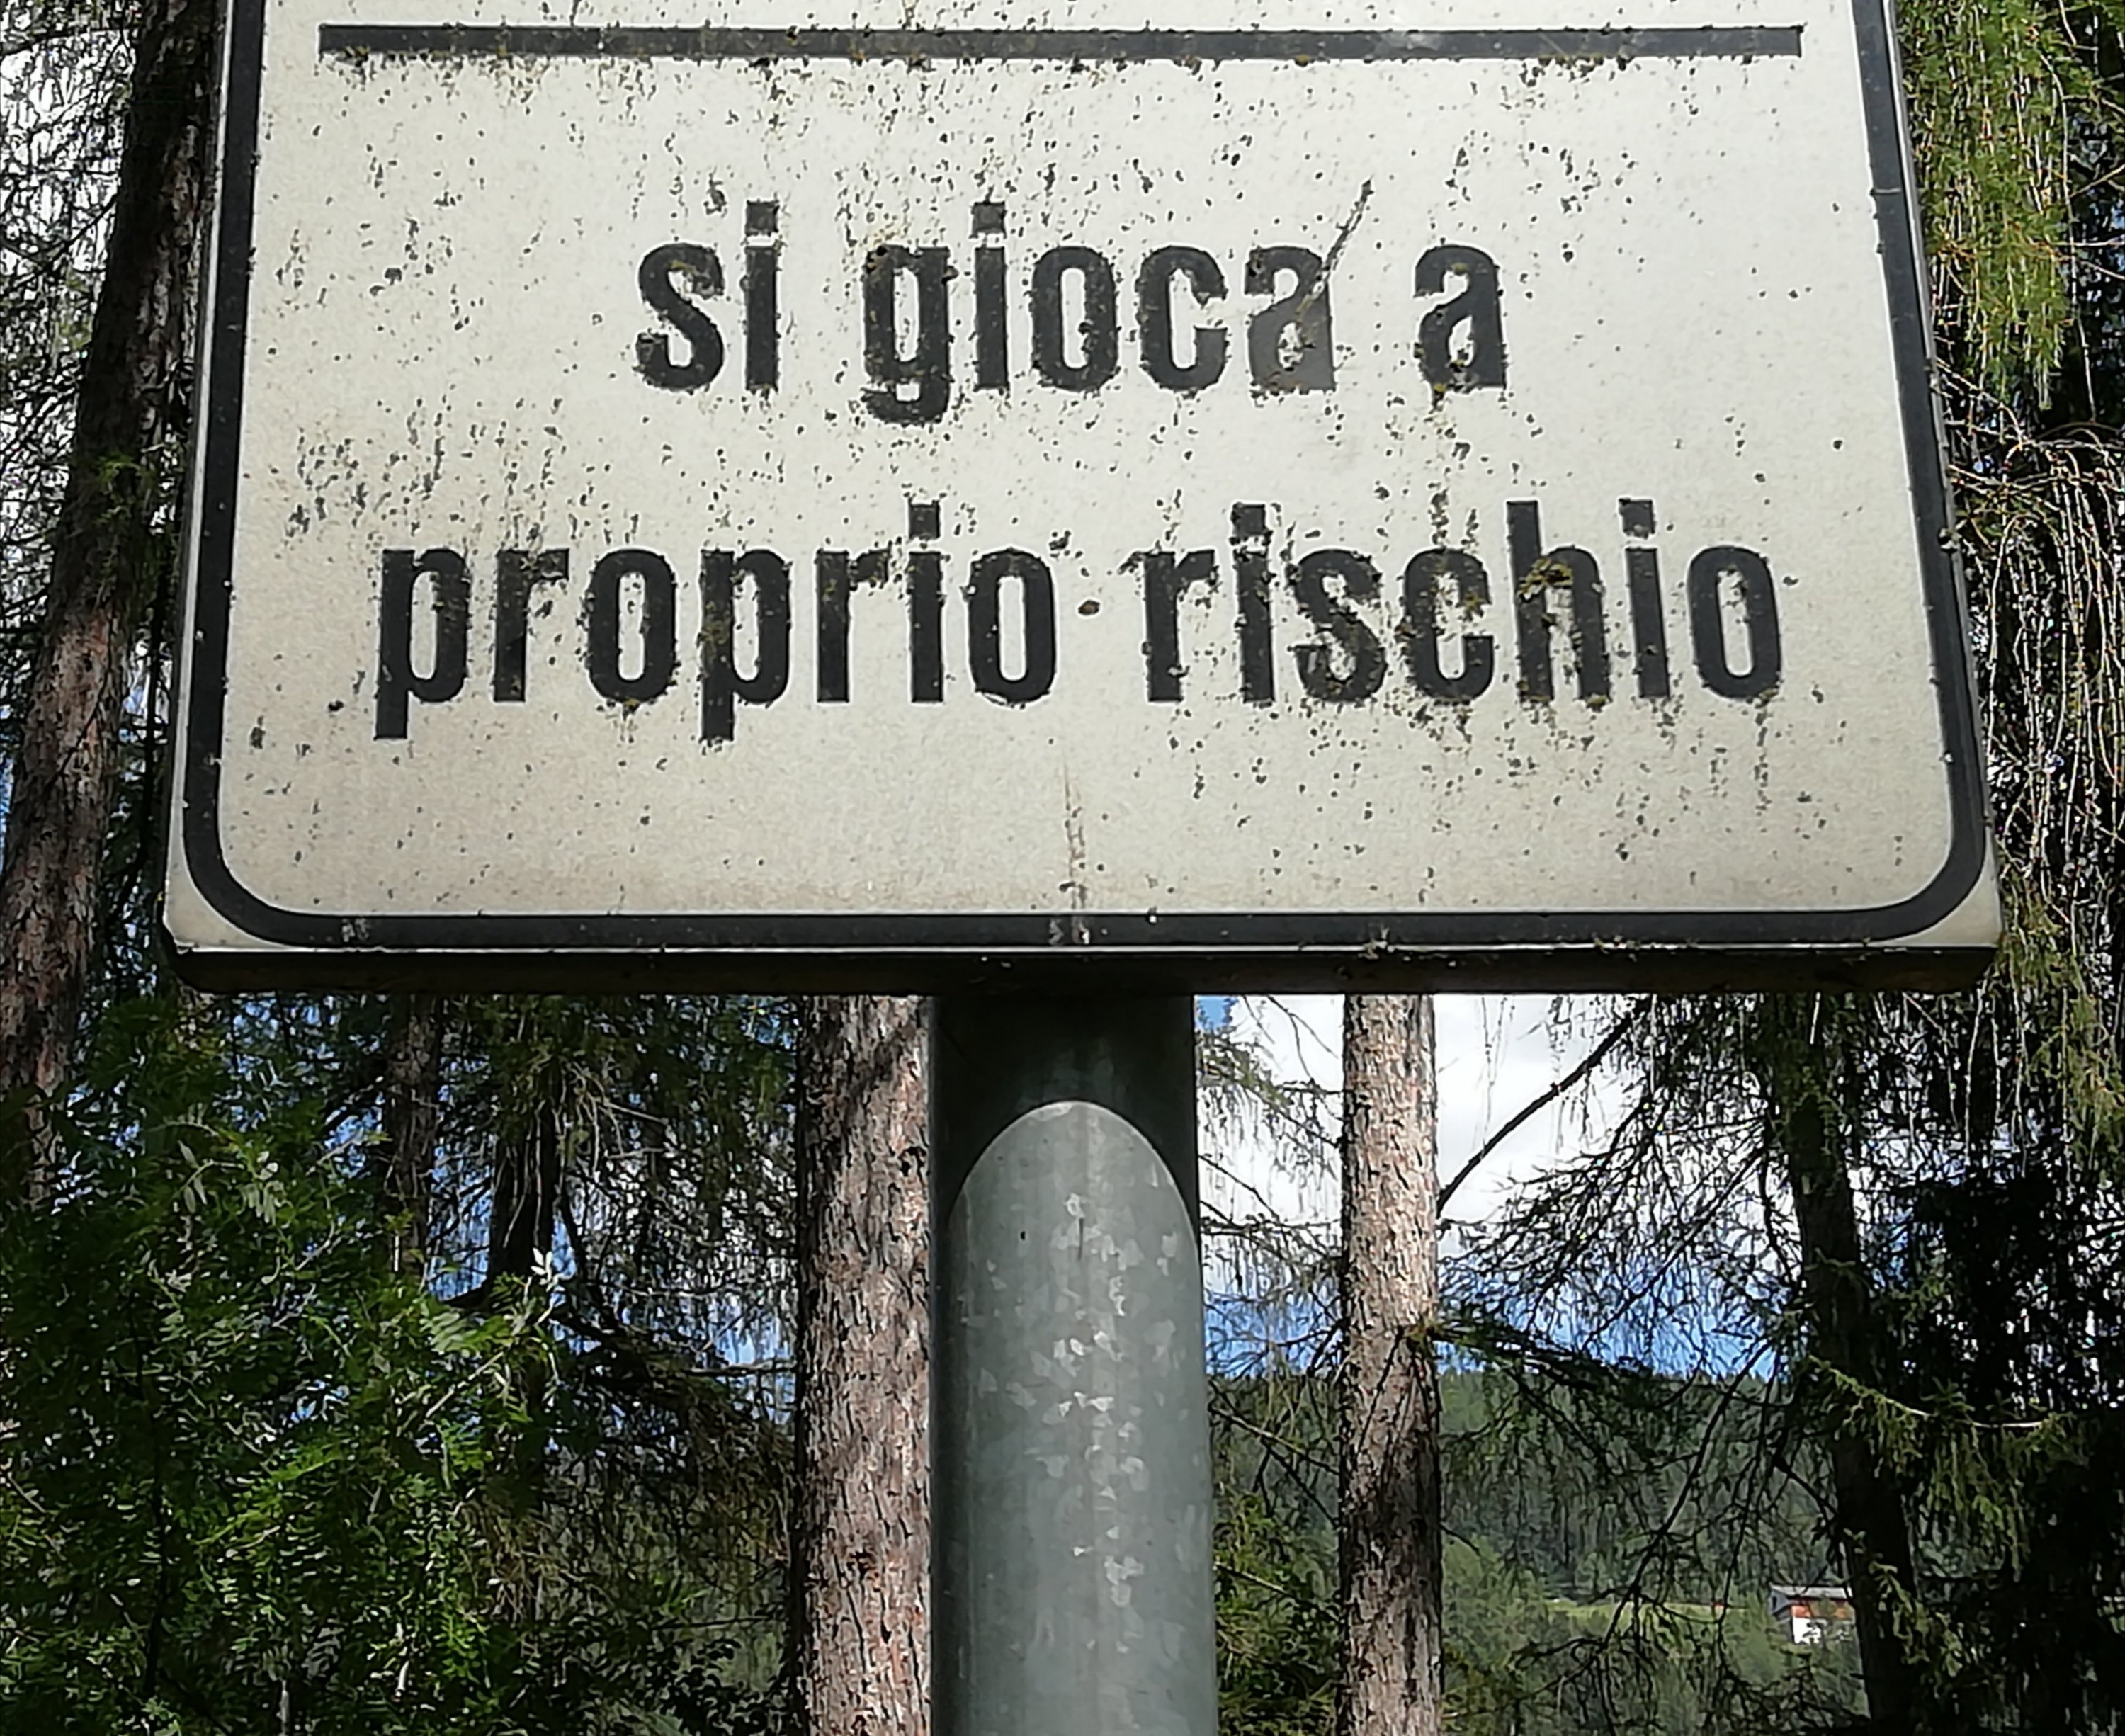 si gioca a
proprio rischio